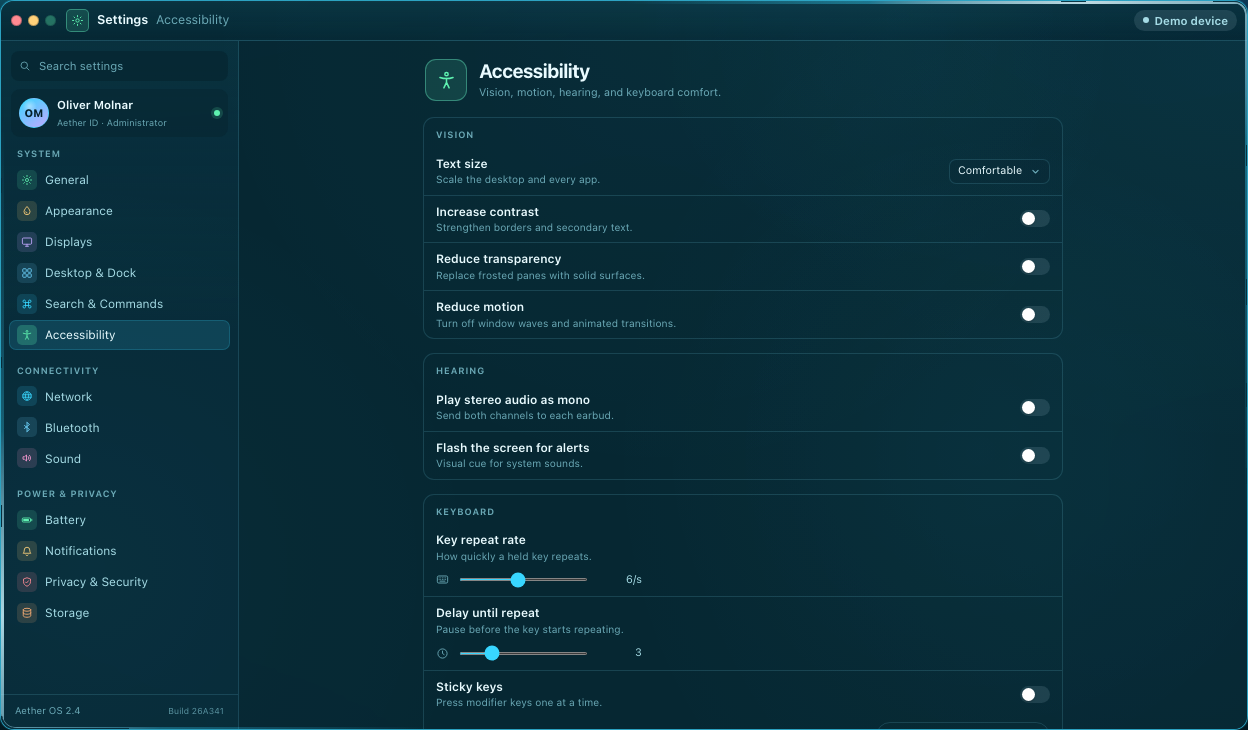 Settings Accessibility
Demo device
Search settings
OM
Oliver Molnar
Aether ID · Administrator
SYSTEM
General
Appearance
Displays
Desktop & Dock
Search & Commands
Accessibility
CONNECTIVITY
Network
Bluetooth
Sound
POWER & PRIVACY
Battery
Notifications
Privacy & Security
Storage
Aether OS 2.4
Build 26A341
Accessibility
Vision, motion, hearing, and keyboard comfort.
VISION
Text size
Scale the desktop and every app.
Comfortable
Increase contrast
Strengthen borders and secondary text.
Reduce transparency
Replace frosted panes with solid surfaces.
Reduce motion
Turn off window waves and animated transitions.
HEARING
Play stereo audio as mono
Send both channels to each earbud.
Flash the screen for alerts
Visual cue for system sounds.
KEYBOARD
Key repeat rate
How quickly a held key repeats.
6/s
Delay until repeat
Pause before the key starts repeating.
3
Sticky keys
Press modifier keys one at a time.